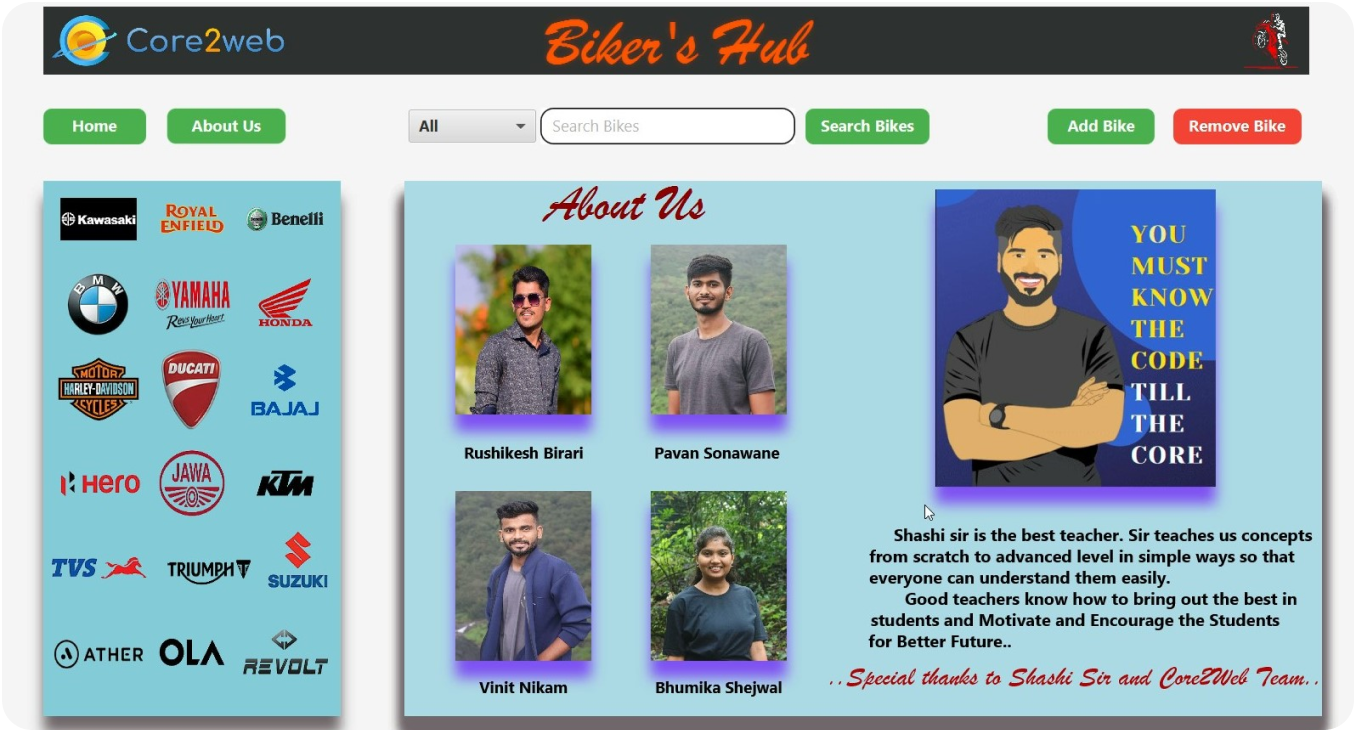 Core2web
Biker's Hub
Home
About Us
All
Search Bikes
Search Bikes
Add Bike
Remove Bike
Kawasaki
ROYAL
ENFIELD
Benelli
BMW
YAMAHA
Revs Your Heart
HONDA
MOTOR
HARLEY-DAVIDSON
CYCLES
DUCATI
BAJAJ
Hero
JAWA
KTM
TVS
TRIUMPH
SUZUKI
ATHER
OLA
REVOLT
About Us
Rushikesh Birari
Pavan Sonawane
Vinit Nikam
Bhumika Shejwal
YOU
MUST
KNOW
THE
CODE
TILL
THE
CORE
Shashi sir is the best teacher. Sir teaches us concepts
from scratch to advanced level in simple ways so that
everyone can understand them easily.
Good teachers know how to bring out the best in
students and Motivate and Encourage the Students
for Better Future..
..Special thanks to Shashi Sir and Core2Web Team..